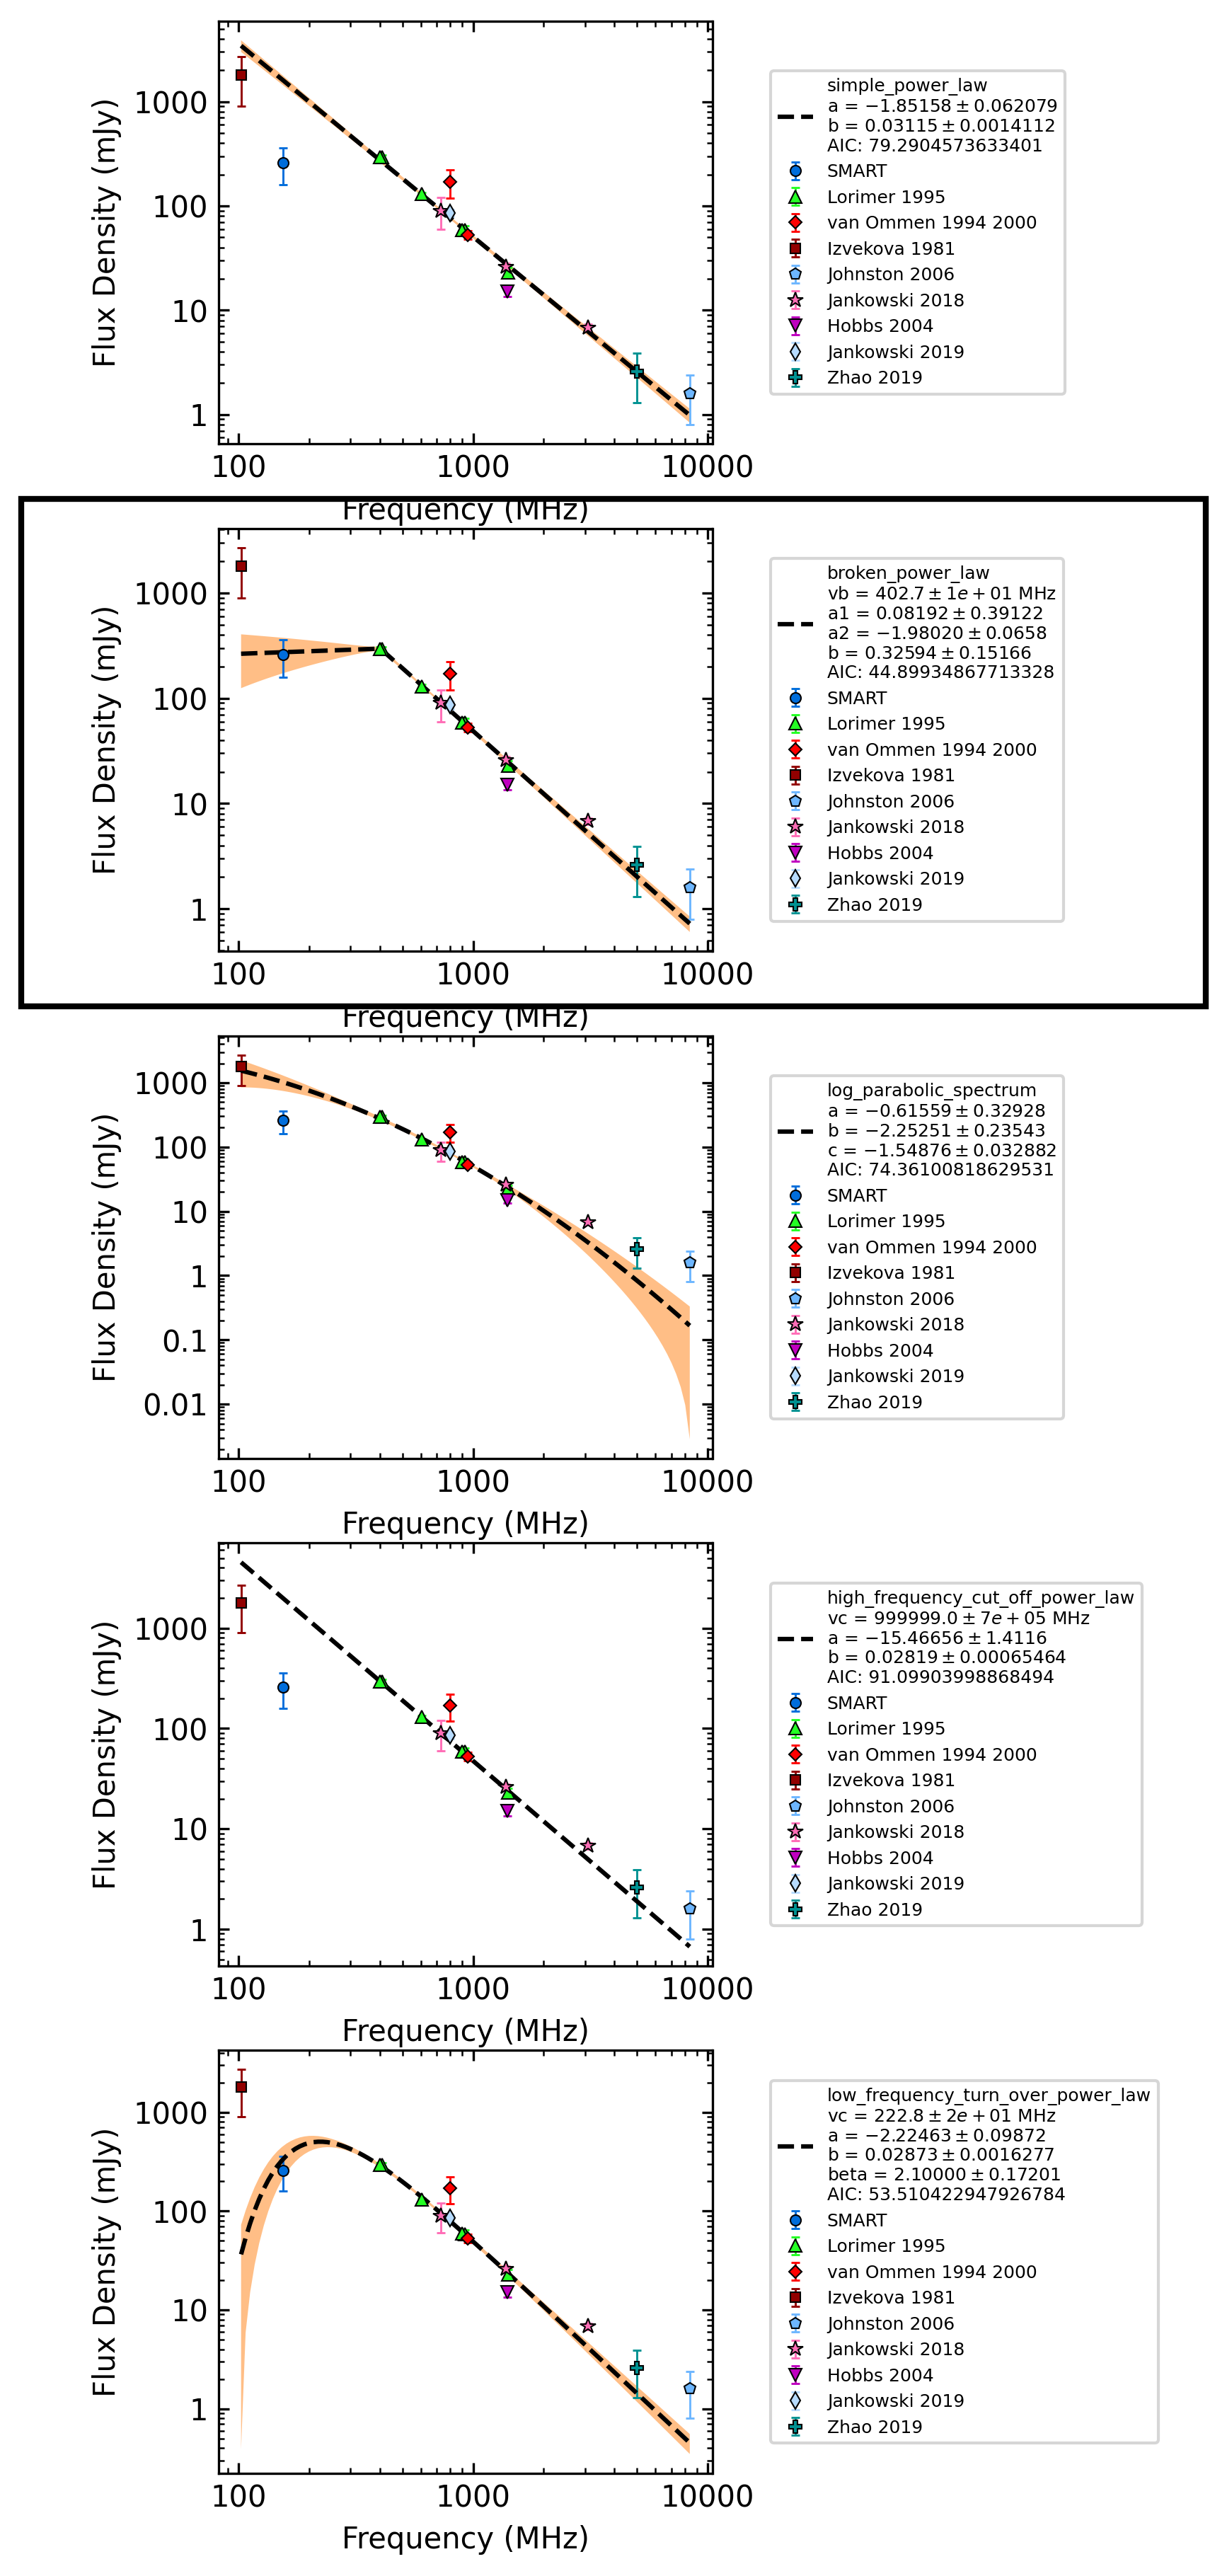 1000
100
10
1
Flux Density (mJy)
100 1000 10000
Frequency (MHz)
simple_power_law
a = −1.85158 ± 0.062079
b = 0.03115 ± 0.0014112
AIC: 79.2904573633401
SMART
Lorimer 1995
van Ommen 1994 2000
Izvekova 1981
Johnston 2006
Jankowski 2018
Hobbs 2004
Jankowski 2019
Zhao 2019
1000
100
10
1
Flux Density (mJy)
100 1000 10000
Frequency (MHz)
broken_power_law
vb = 402.7 ± 1e + 01 MHz
a1 = 0.08192 ± 0.39122
a2 = −1.98020 ± 0.0658
b = 0.32594 ± 0.15166
AIC: 44.89934867713328
SMART
Lorimer 1995
van Ommen 1994 2000
Izvekova 1981
Johnston 2006
Jankowski 2018
Hobbs 2004
Jankowski 2019
Zhao 2019
1000
100
10
1
0.1
0.01
Flux Density (mJy)
100 1000 10000
Frequency (MHz)
log_parabolic_spectrum
a = −0.61559 ± 0.32928
b = −2.25251 ± 0.23543
c = −1.54876 ± 0.032882
AIC: 74.36100818629531
SMART
Lorimer 1995
van Ommen 1994 2000
Izvekova 1981
Johnston 2006
Jankowski 2018
Hobbs 2004
Jankowski 2019
Zhao 2019
1000
100
10
1
Flux Density (mJy)
100 1000 10000
Frequency (MHz)
high_frequency_cut_off_power_law
vc = 999999.0 ± 7e + 05 MHz
a = −15.46656 ± 1.4116
b = 0.02819 ± 0.00065464
AIC: 91.09903998868494
SMART
Lorimer 1995
van Ommen 1994 2000
Izvekova 1981
Johnston 2006
Jankowski 2018
Hobbs 2004
Jankowski 2019
Zhao 2019
1000
100
10
1
Flux Density (mJy)
100 1000 10000
Frequency (MHz)
low_frequency_turn_over_power_law
vc = 222.8 ± 2e + 01 MHz
a = −2.22463 ± 0.09872
b = 0.02873 ± 0.0016277
beta = 2.10000 ± 0.17201
AIC: 53.510422947926784
SMART
Lorimer 1995
van Ommen 1994 2000
Izvekova 1981
Johnston 2006
Jankowski 2018
Hobbs 2004
Jankowski 2019
Zhao 2019